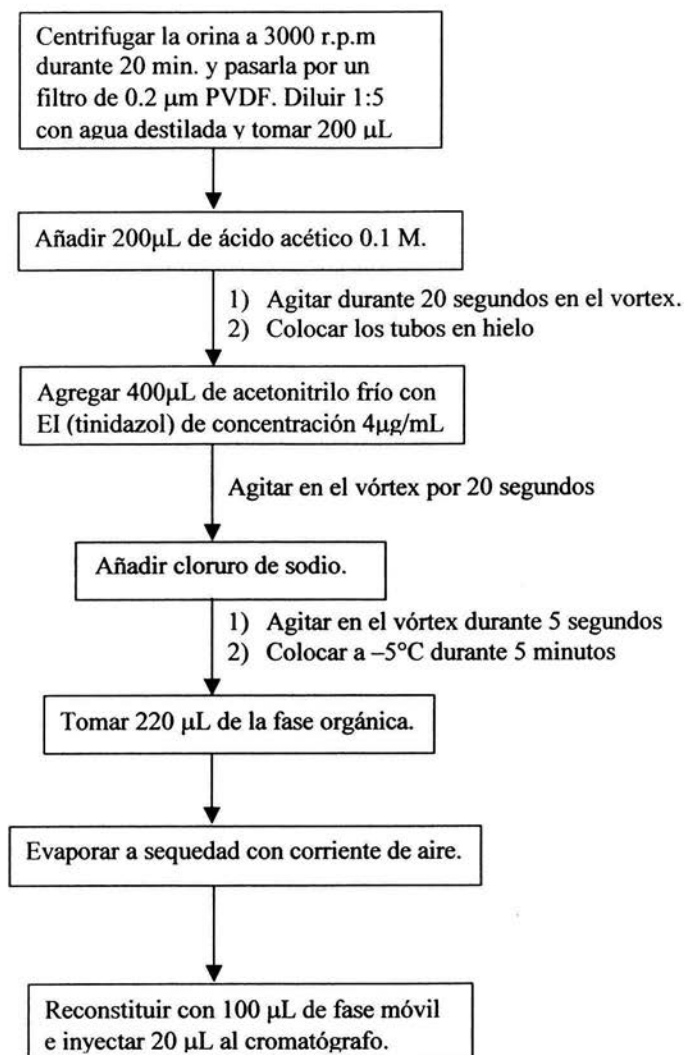 Centrifugar la orina a 3000 r.p.m
durante 20 min. y pasarla por un
filtro de 0.2 μm PVDF. Diluir 1:5
con agua destilada y tomar 200 μL
Añadir 200μL de ácido acético 0.1 M.
1) Agitar durante 20 segundos en el vortex.
2) Colocar los tubos en hielo
Agregar 400μL de acetonitrilo frío con
EI (tinidazol) de concentración 4μg/mL
Agitar en el vórtex por 20 segundos
Añadir cloruro de sodio.
1) Agitar en el vórtex durante 5 segundos
2) Colocar a –5°C durante 5 minutos
Tomar 220 μL de la fase orgánica.
Evaporar a sequedad con corriente de aire.
Reconstituir con 100 μL de fase móvil
e inyectar 20 μL al cromatógrafo.